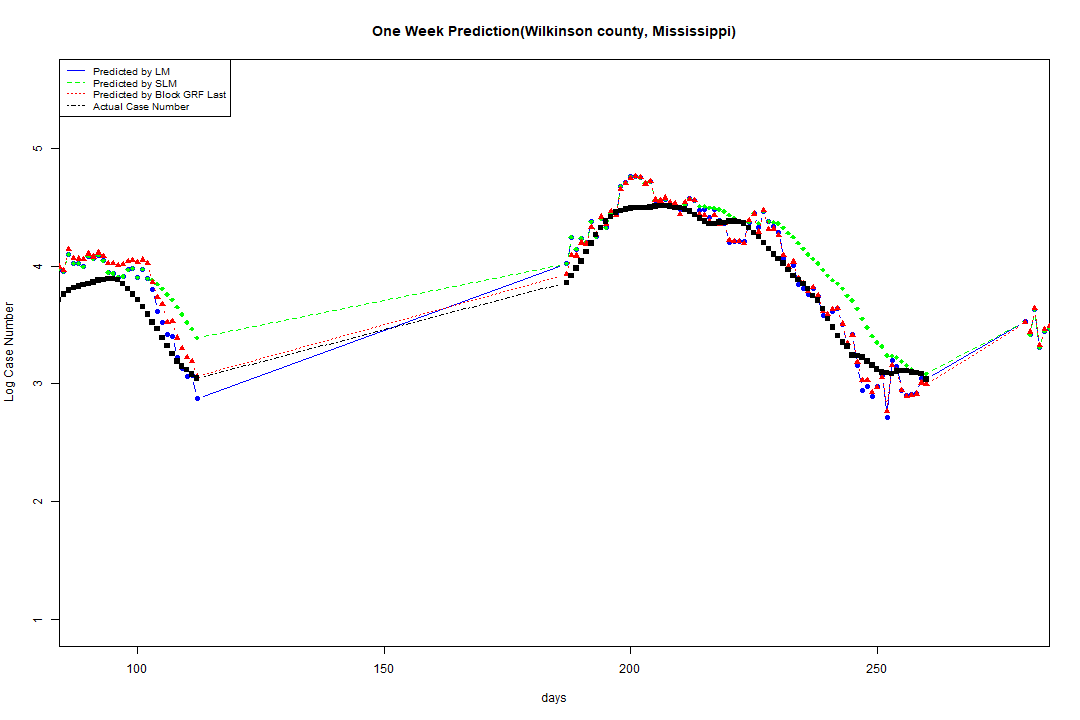 One Week Prediction(Wilkinson county, Mississippi)
Predicted by LM
Predicted by SLM
Predicted by Block GRF Last
Actual Case Number
5
4
3
2
1
Log Case Number
100 150 200 250
days